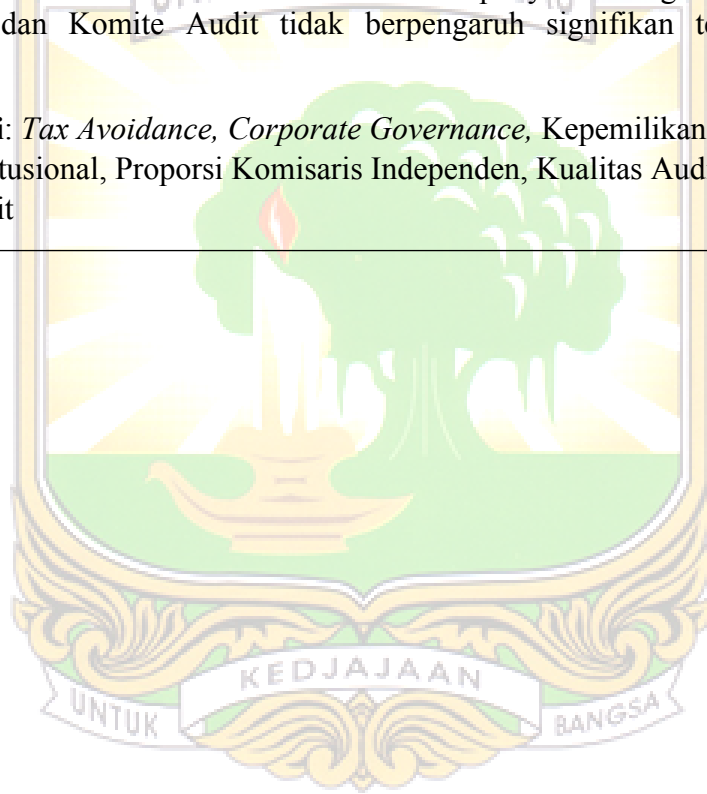 dan Komite Audit tidak berpengaruh signifikan
i: Tax Avoidance, Corporate Governance, Kepemilikan
tusional, Proporsi Komisaris Independen, Kualitas Aud
it
KEDJAJAAN
UNTUK
BANGSA